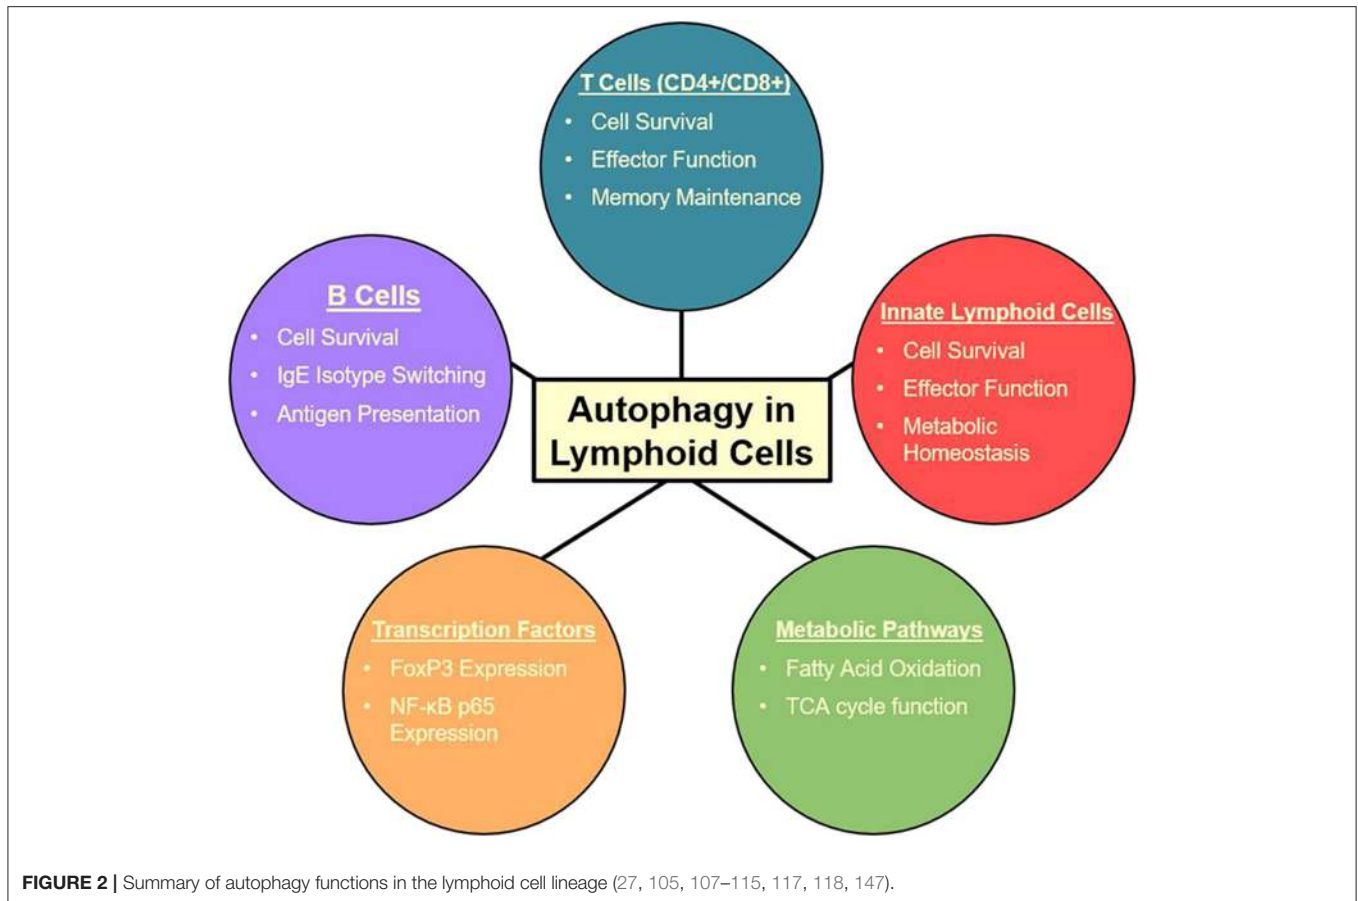 T Cells (CD4+/CD8+)
• Cell Survival
• Effector Function
• Memory Maintenance
B Cells
• Cell Survival
• IgE Isotype Switching
• Antigen Presentation
Innate Lymphoid Cells
• Cell Survival
• Effector Function
• Metabolic
Homeostasis
Autophagy in
Lymphoid Cells
Transcription Factors
• FoxP3 Expression
• NF-κB p65
Expression
Metabolic Pathways
• Fatty Acid Oxidation
• TCA cycle function
FIGURE 2 | Summary of autophagy functions in the lymphoid cell lineage (27, 105, 107–115, 117, 118, 147).